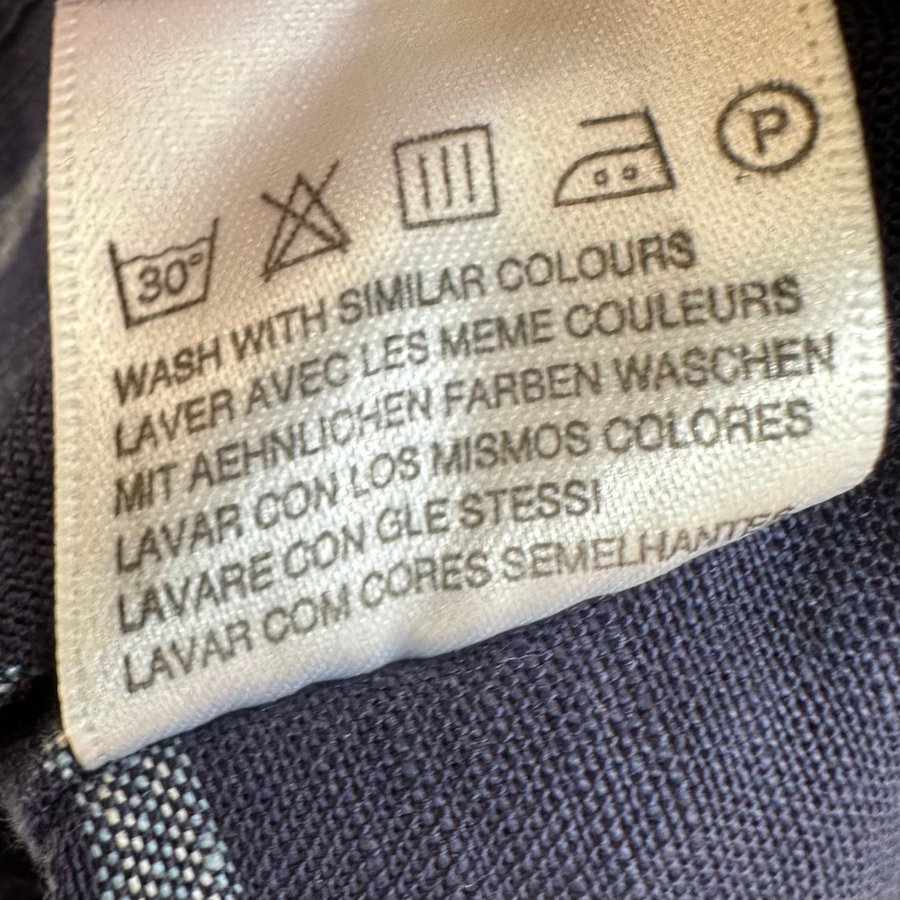 30°
P
WASH WITH SIMILAR COLOURS
LAVER AVEC LES MEME COULEURS
MIT AEHNLICHEN FARBEN WASCHEN
LAVAR CON LOS MISMOS COLORES
LAVARE CON GLE STESSI
LAVAR COM CORES SEMELHANTES